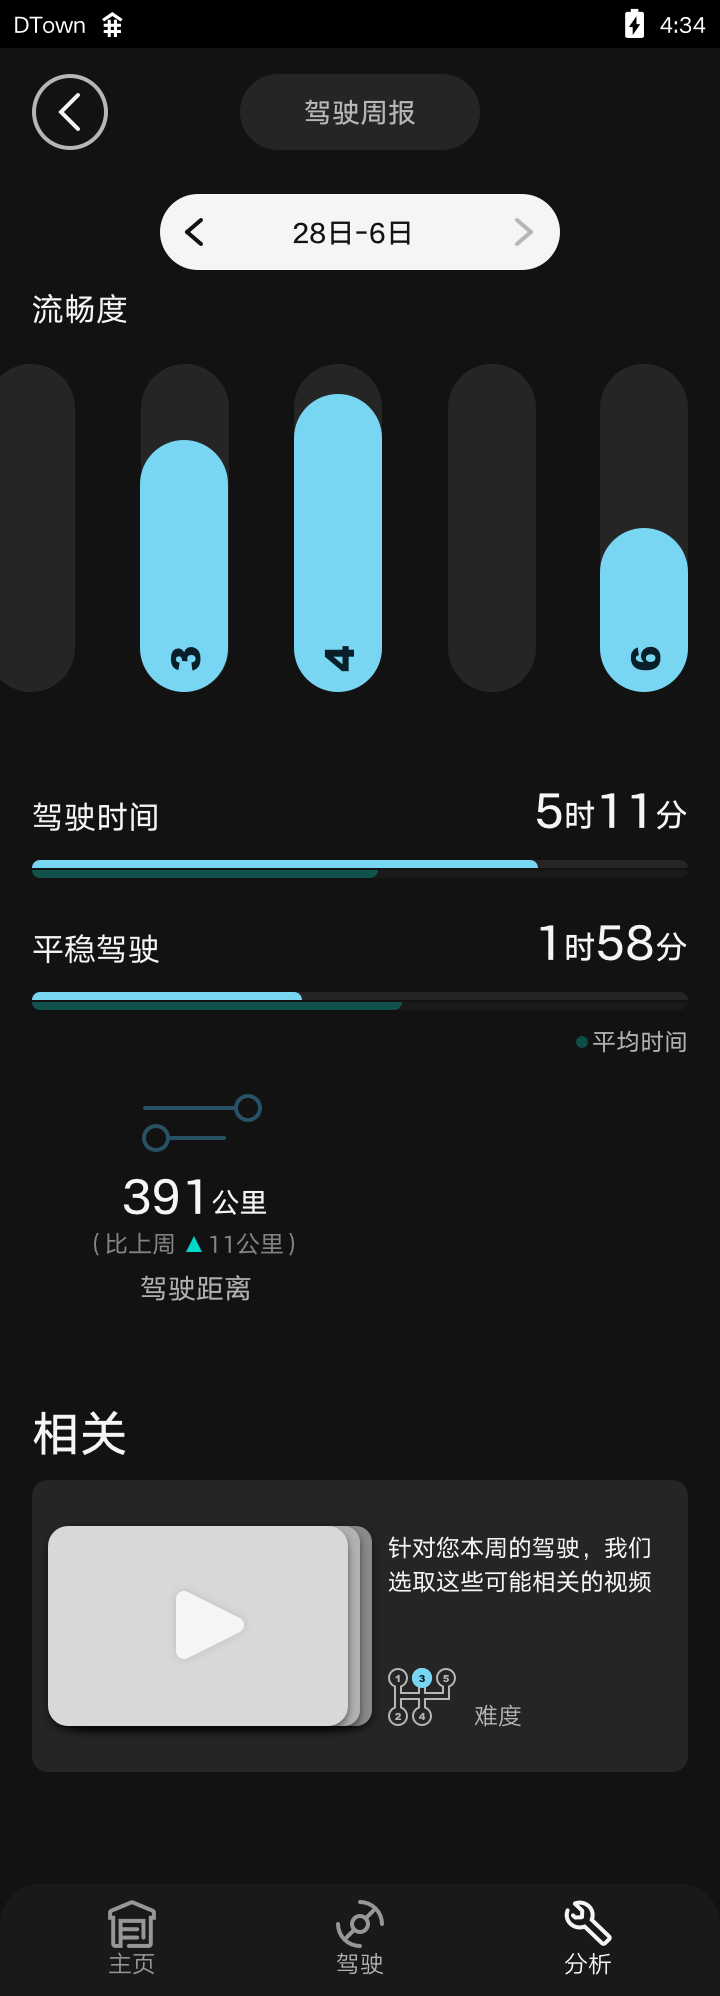 DTown 4:34
驾驶周报
28日-6日
流畅度
3 4 6
驾驶时间 5时11分
平稳驾驶 1时58分
平均时间
391公里
(比上周 ▲11公里)
驾驶距离
相关
针对您本周的驾驶，我们
选取这些可能相关的视频
1 3 5
2 4
难度
主页 驾驶 分析